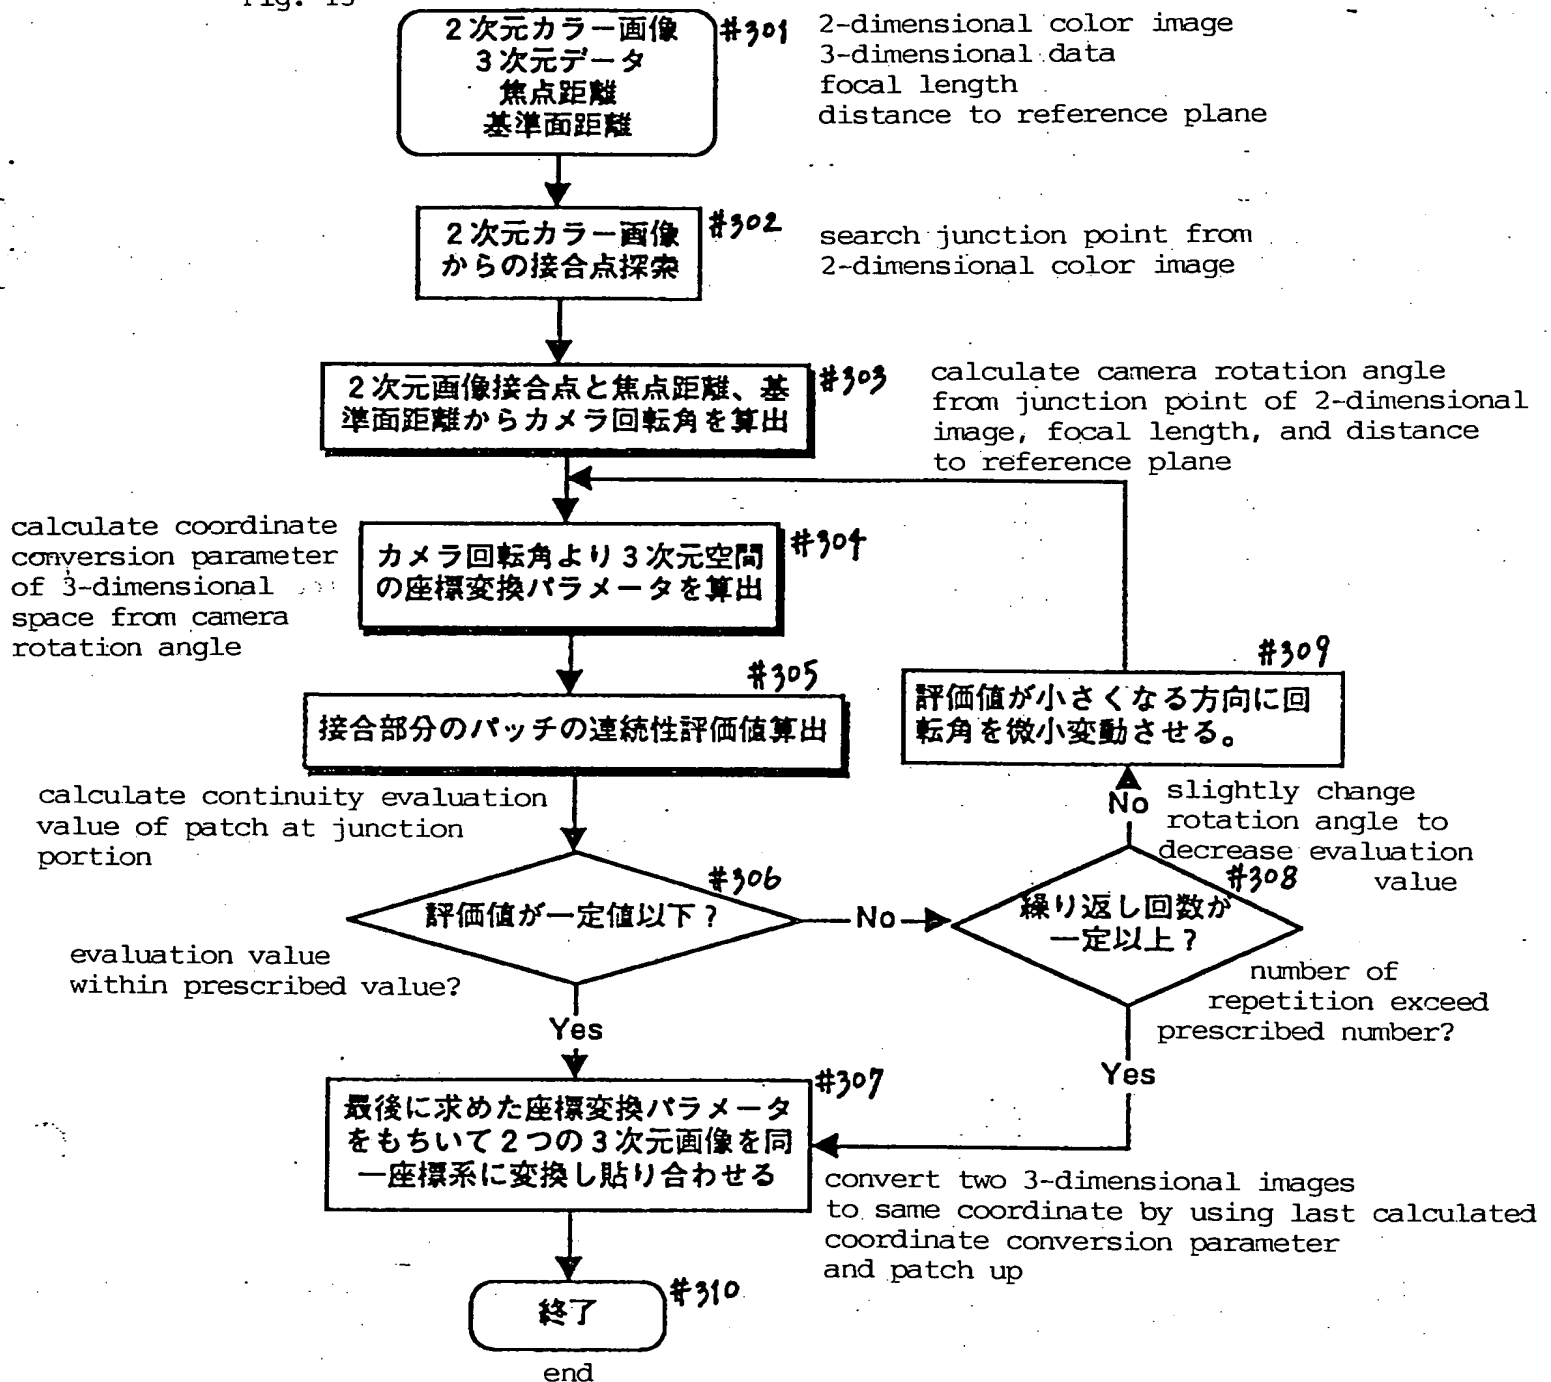 ２次元カラー画像
３次元データ
焦点距離
基準面距離
#301
2-dimensional color image
3-dimensional data
focal length
distance to reference plane
２次元カラー画像
からの接合点探索
#302
search junction point from
2-dimensional color image
２次元画像接合点と焦点距離、基
準面距離からカメラ回転角を算出
#303
calculate camera rotation angle
from junction point of 2-dimensional
image, focal length, and distance
to reference plane
calculate coordinate
conversion parameter
of 3-dimensional
space from camera
rotation angle
カメラ回転角より３次元空間
の座標変換パラメータを算出
#304
#305
接合部分のパッチの連続性評価値算出
calculate continuity evaluation
value of patch at junction
portion
#309
評価値が小さくなる方向に回
転角を微小変動させる。
No
slightly change
rotation angle to
decrease evaluation
value
#306
評価値が一定値以下？
evaluation value
within prescribed value?
No
#308
繰り返し回数が
一定以上？
number of
repetition exceed
prescribed number?
Yes
Yes
#307
最後に求めた座標変換パラメータ
をもちいて２つの３次元画像を同
一座標系に変換し貼り合わせる
convert two 3-dimensional images
to same coordinate by using last calculated
coordinate conversion parameter
and patch up
#310
終了
end